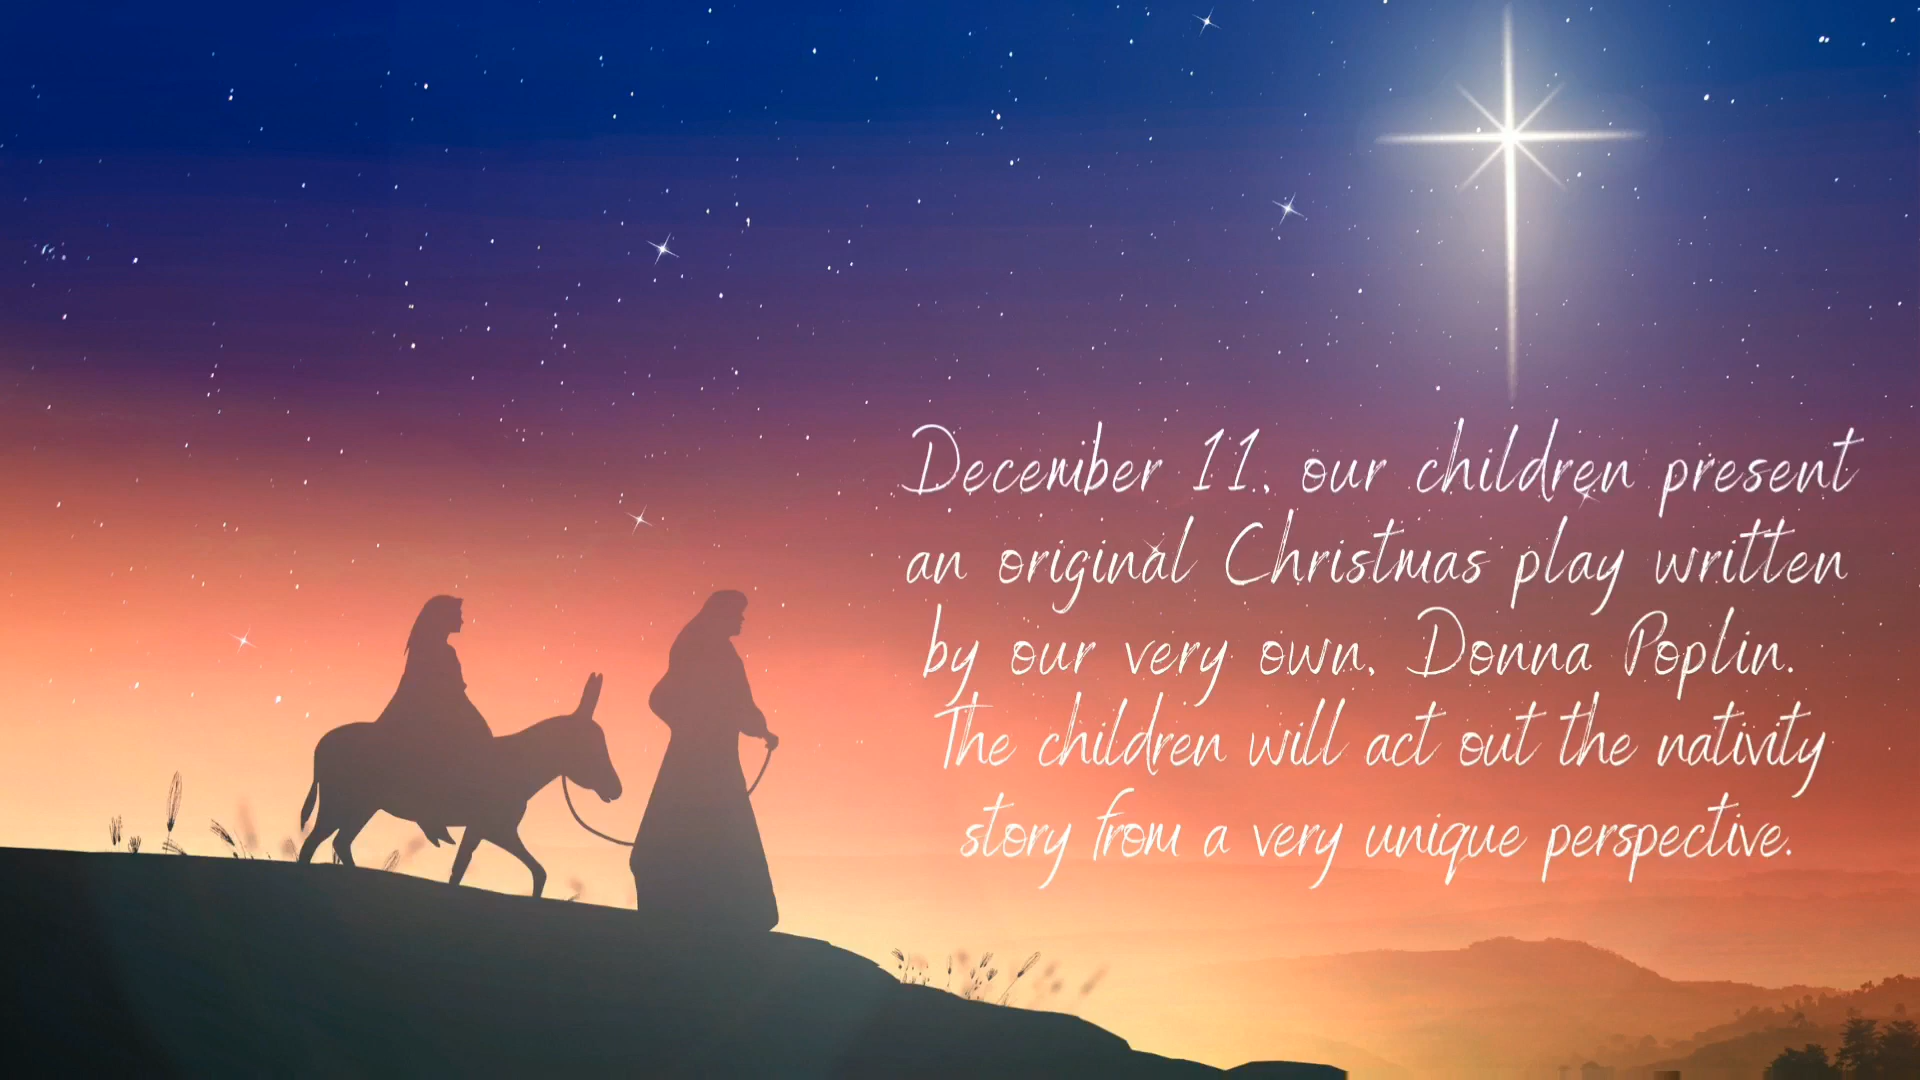 December 11, our children present
an original Christmas play written
by our very own, Donna Poplin.
The children will act out the nativity
story from a very unique perspective.